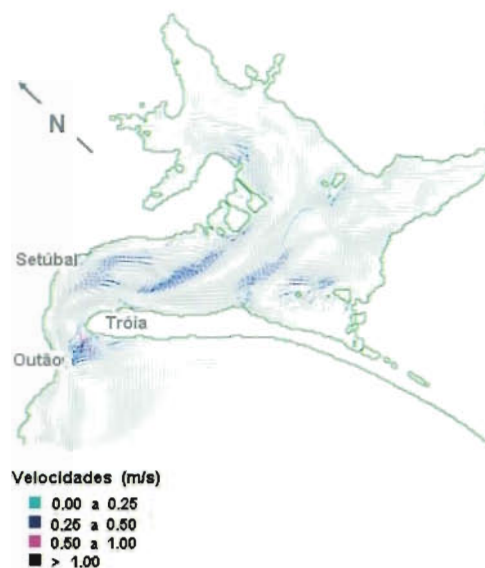 N
Setúbal
Tróia
Outão
Velocidades (m/s)
0.00 a 0.25
0.25 a 0.50
0.50 a 1.00
> 1.00